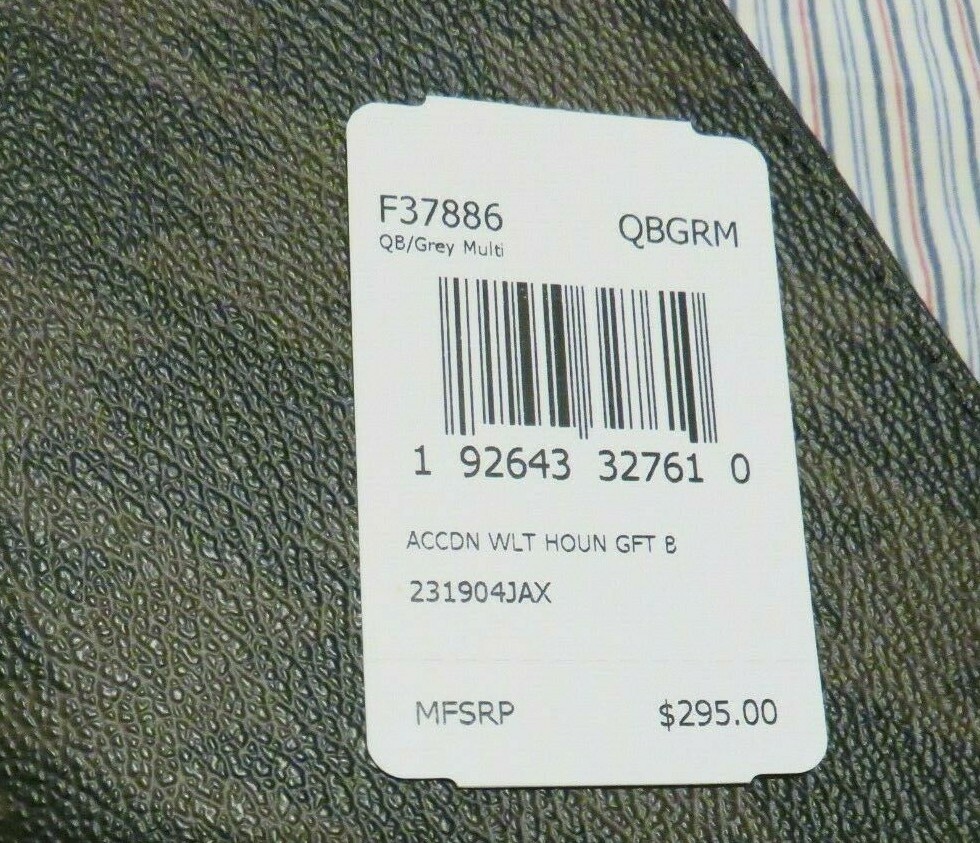 F37886 QBGRM
QB/Grey Multi
1 92643 32761 0
ACCDN WLT HOUN GFT B
231904JAX
MFSRP $295.00